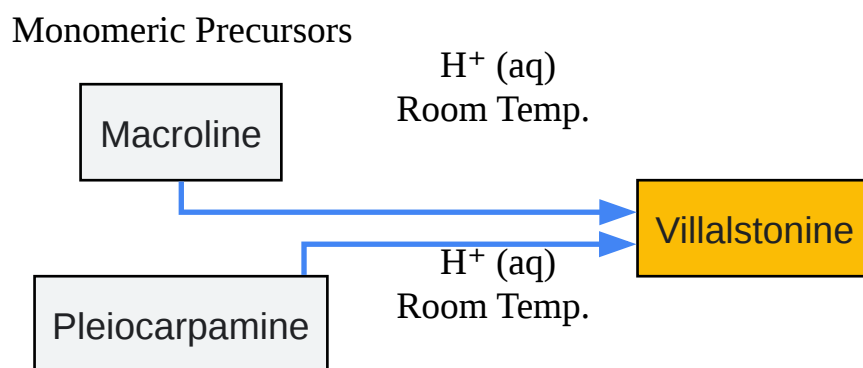 Monomeric Precursors
H⁺ (aq)
Room Temp.
Macroline
Villalstonine
H⁺ (aq)
Room Temp.
Pleiocarpamine